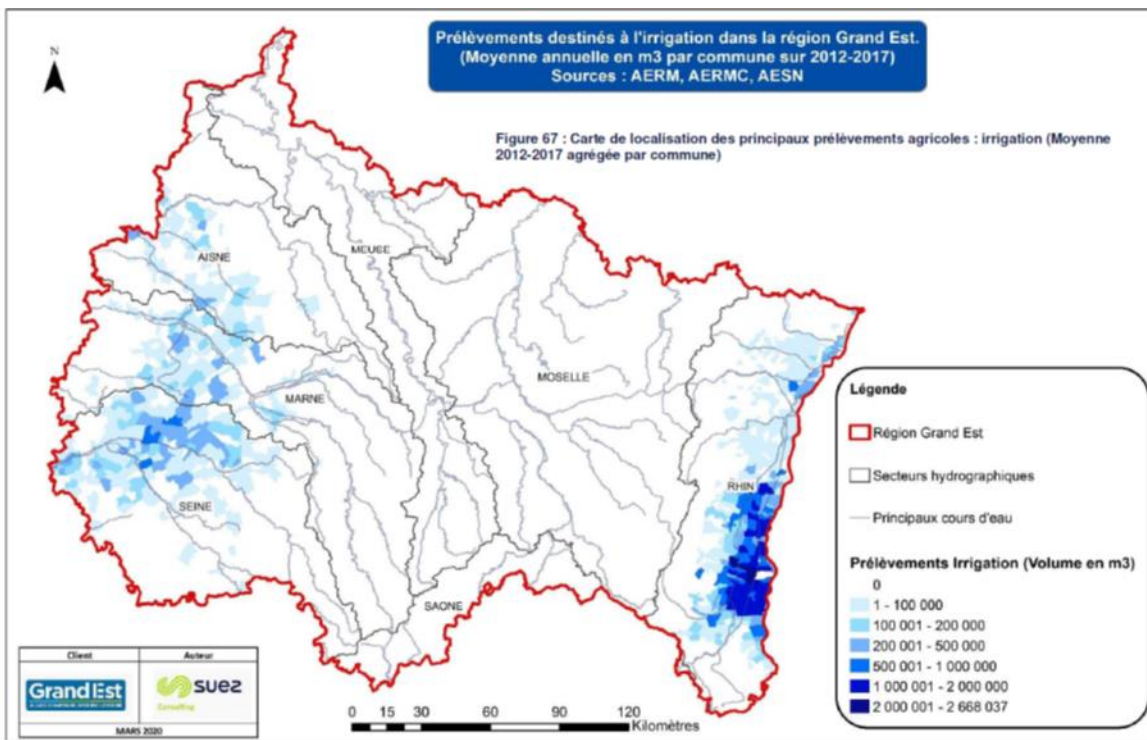 Prélèvements destinés à l'irrigation dans la région Grand Est.
(Moyenne annuelle en m3 par commune sur 2012-2017)
Sources : AERM, AERMC, AESN
N
Figure 67 : Carte de localisation des principaux prélèvements agricoles : irrigation (Moyenne
2012-2017 agrégée par commune)
AISNE
MEUSE
MARNE
MOSELLE
RHIN
SEINE
SAONE
Légende
Région Grand Est
Secteurs hydrographiques
Principaux cours d'eau
Prélèvements Irrigation (Volume en m3)
0
1 - 100 000
100 001 - 200 000
200 001 - 500 000
500 001 - 1 000 000
1 000 001 - 2 000 000
2 000 001 - 2 668 037
Client
Auteur
GrandEst
suez
Consulting
MARS 2020
0 15 30 60 90 120
Kilomètres